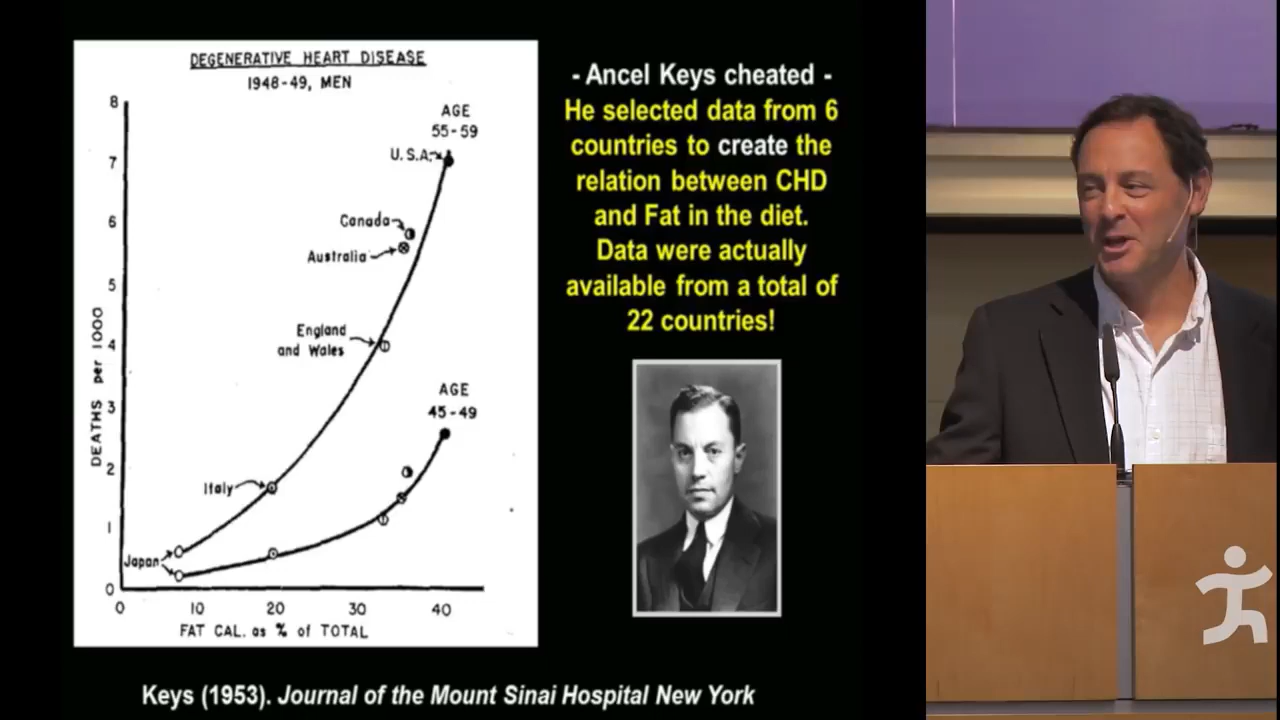 DEGENERATIVE HEART DISEASE
1948-49, MEN
8
7
6
5
4
3
2
1
0
DEATHS per 1000
AGE
55-59
U.S.A.
Canada
Australia
England
and Wales
AGE
45-49
Italy
Japan
0 10 20 30 40
FAT CAL. as % of TOTAL
- Ancel Keys cheated -
He selected data from 6
countries to create the
relation between CHD
and Fat in the diet.
Data were actually
available from a total of
22 countries!
Keys (1953). Journal of the Mount Sinai Hospital New York